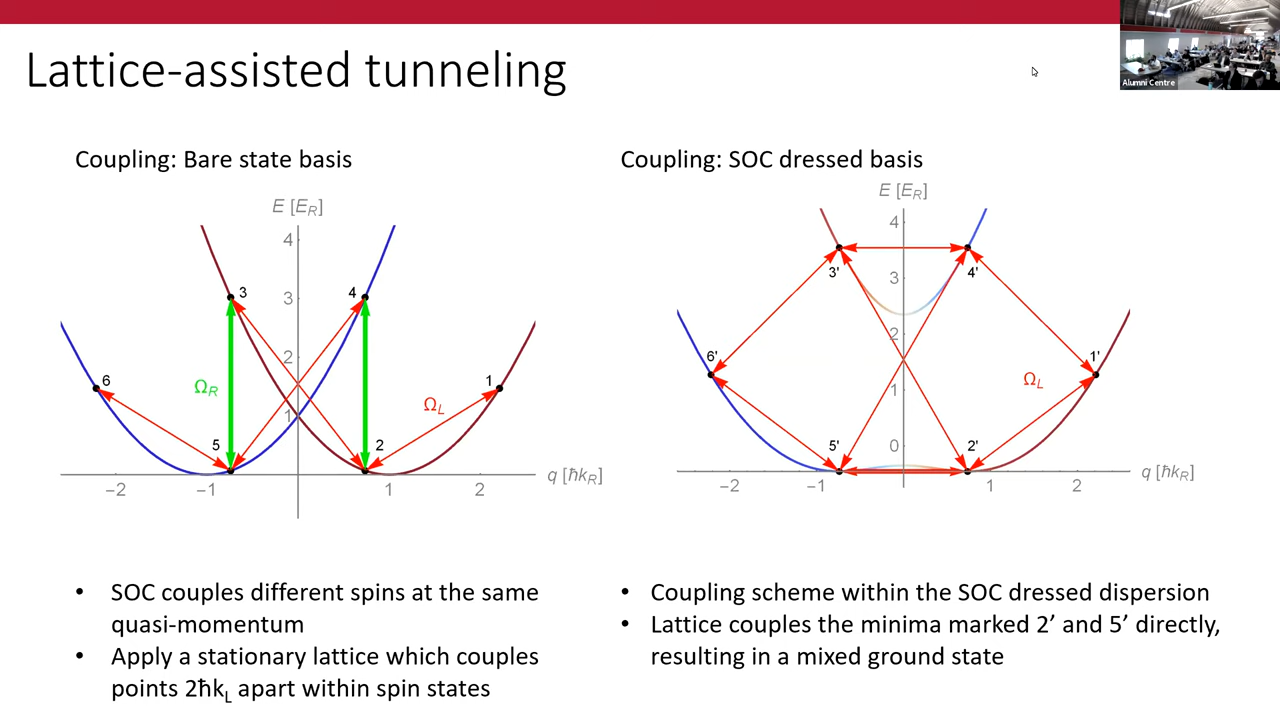 Lattice-assisted tunneling
Alumni Centre
Coupling: Bare state basis
E [E_R]
4
3
2
1
−2
−1
1
2
q [ħk_R]
3
4
6
1
5
2
Ω_R
Ω_L
• SOC couples different spins at the same
quasi-momentum
• Apply a stationary lattice which couples
points 2ħk_L apart within spin states
Coupling: SOC dressed basis
E [E_R]
4
3
2
1
0
−2
−1
1
2
q [ħk_R]
3'
4'
6'
1'
5'
2'
Ω_L
• Coupling scheme within the SOC dressed dispersion
• Lattice couples the minima marked 2’ and 5’ directly,
resulting in a mixed ground state